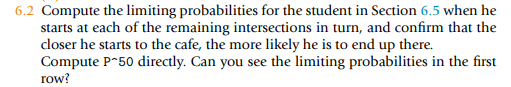 6.2 Compute the limiting probabilities for the student in Section 6.5 when he
starts at each of the remaining intersections in turn, and confirm that the
closer he starts to the cafe, the more likely he is to end up there.
Compute P^50 directly. Can you see the limiting probabilities in the first
row?